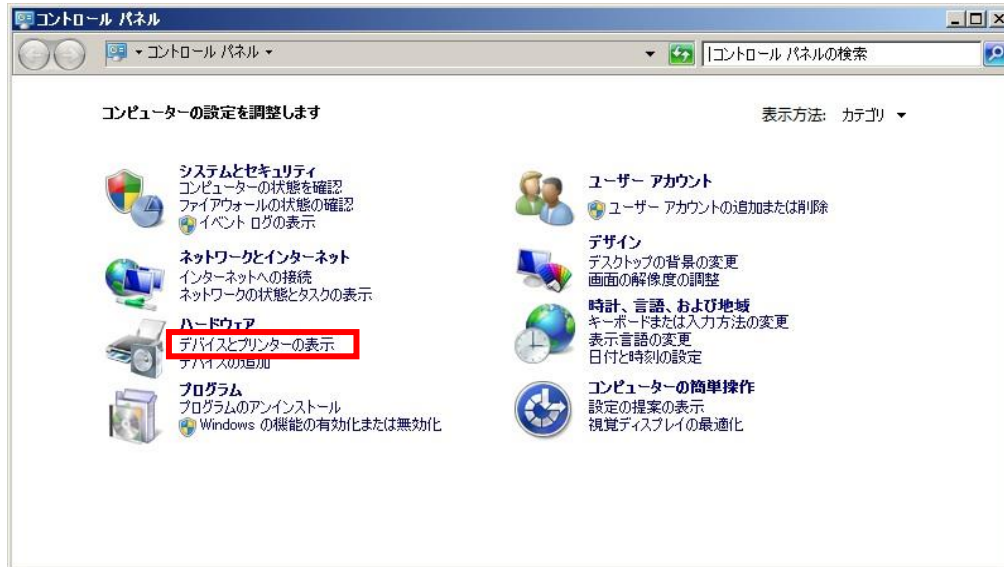 コントロール パネル
コントロール パネル
コントロール パネルの検索
コンピューターの設定を調整します
表示方法: カテゴリ
システムとセキュリティ
コンピューターの状態を確認
ファイアウォールの状態の確認
イベント ログの表示
ネットワークとインターネット
インターネットへの接続
ネットワークの状態とタスクの表示
ハードウェア
デバイスとプリンターの表示
デバイスの追加
プログラム
プログラムのアンインストール
Windows の機能の有効化または無効化
ユーザー アカウント
ユーザー アカウントの追加または削除
デザイン
デスクトップの背景の変更
画面の解像度の調整
時計、言語、および地域
キーボードまたは入力方法の変更
表示言語の変更
日付と時刻の設定
コンピューターの簡単操作
設定の提案の表示
視覚ディスプレイの最適化